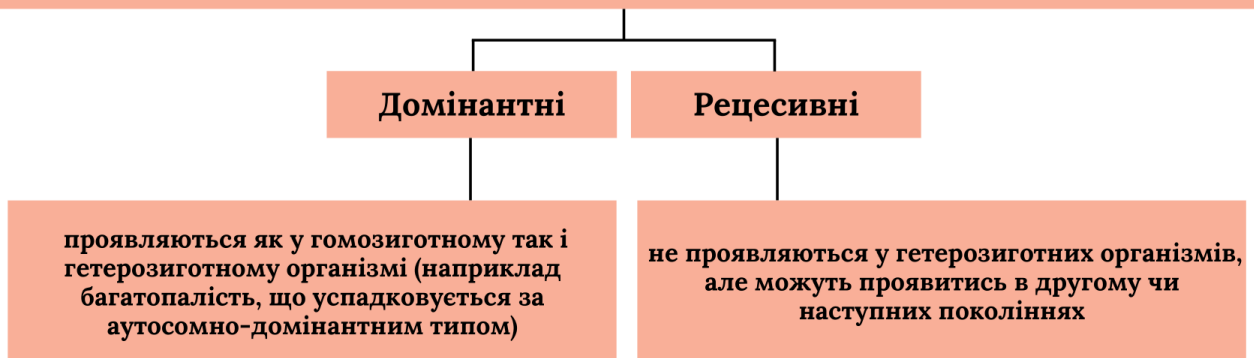 Домінантні
Рецесивні
проявляються як у гомозиготному так і
гетерозиготному організмі (наприклад
багатопалість, що успадковується за
аутосомно-домінантним типом)
не проявляються у гетерозиготних організмів,
але можуть проявитись в другому чи
наступних поколіннях